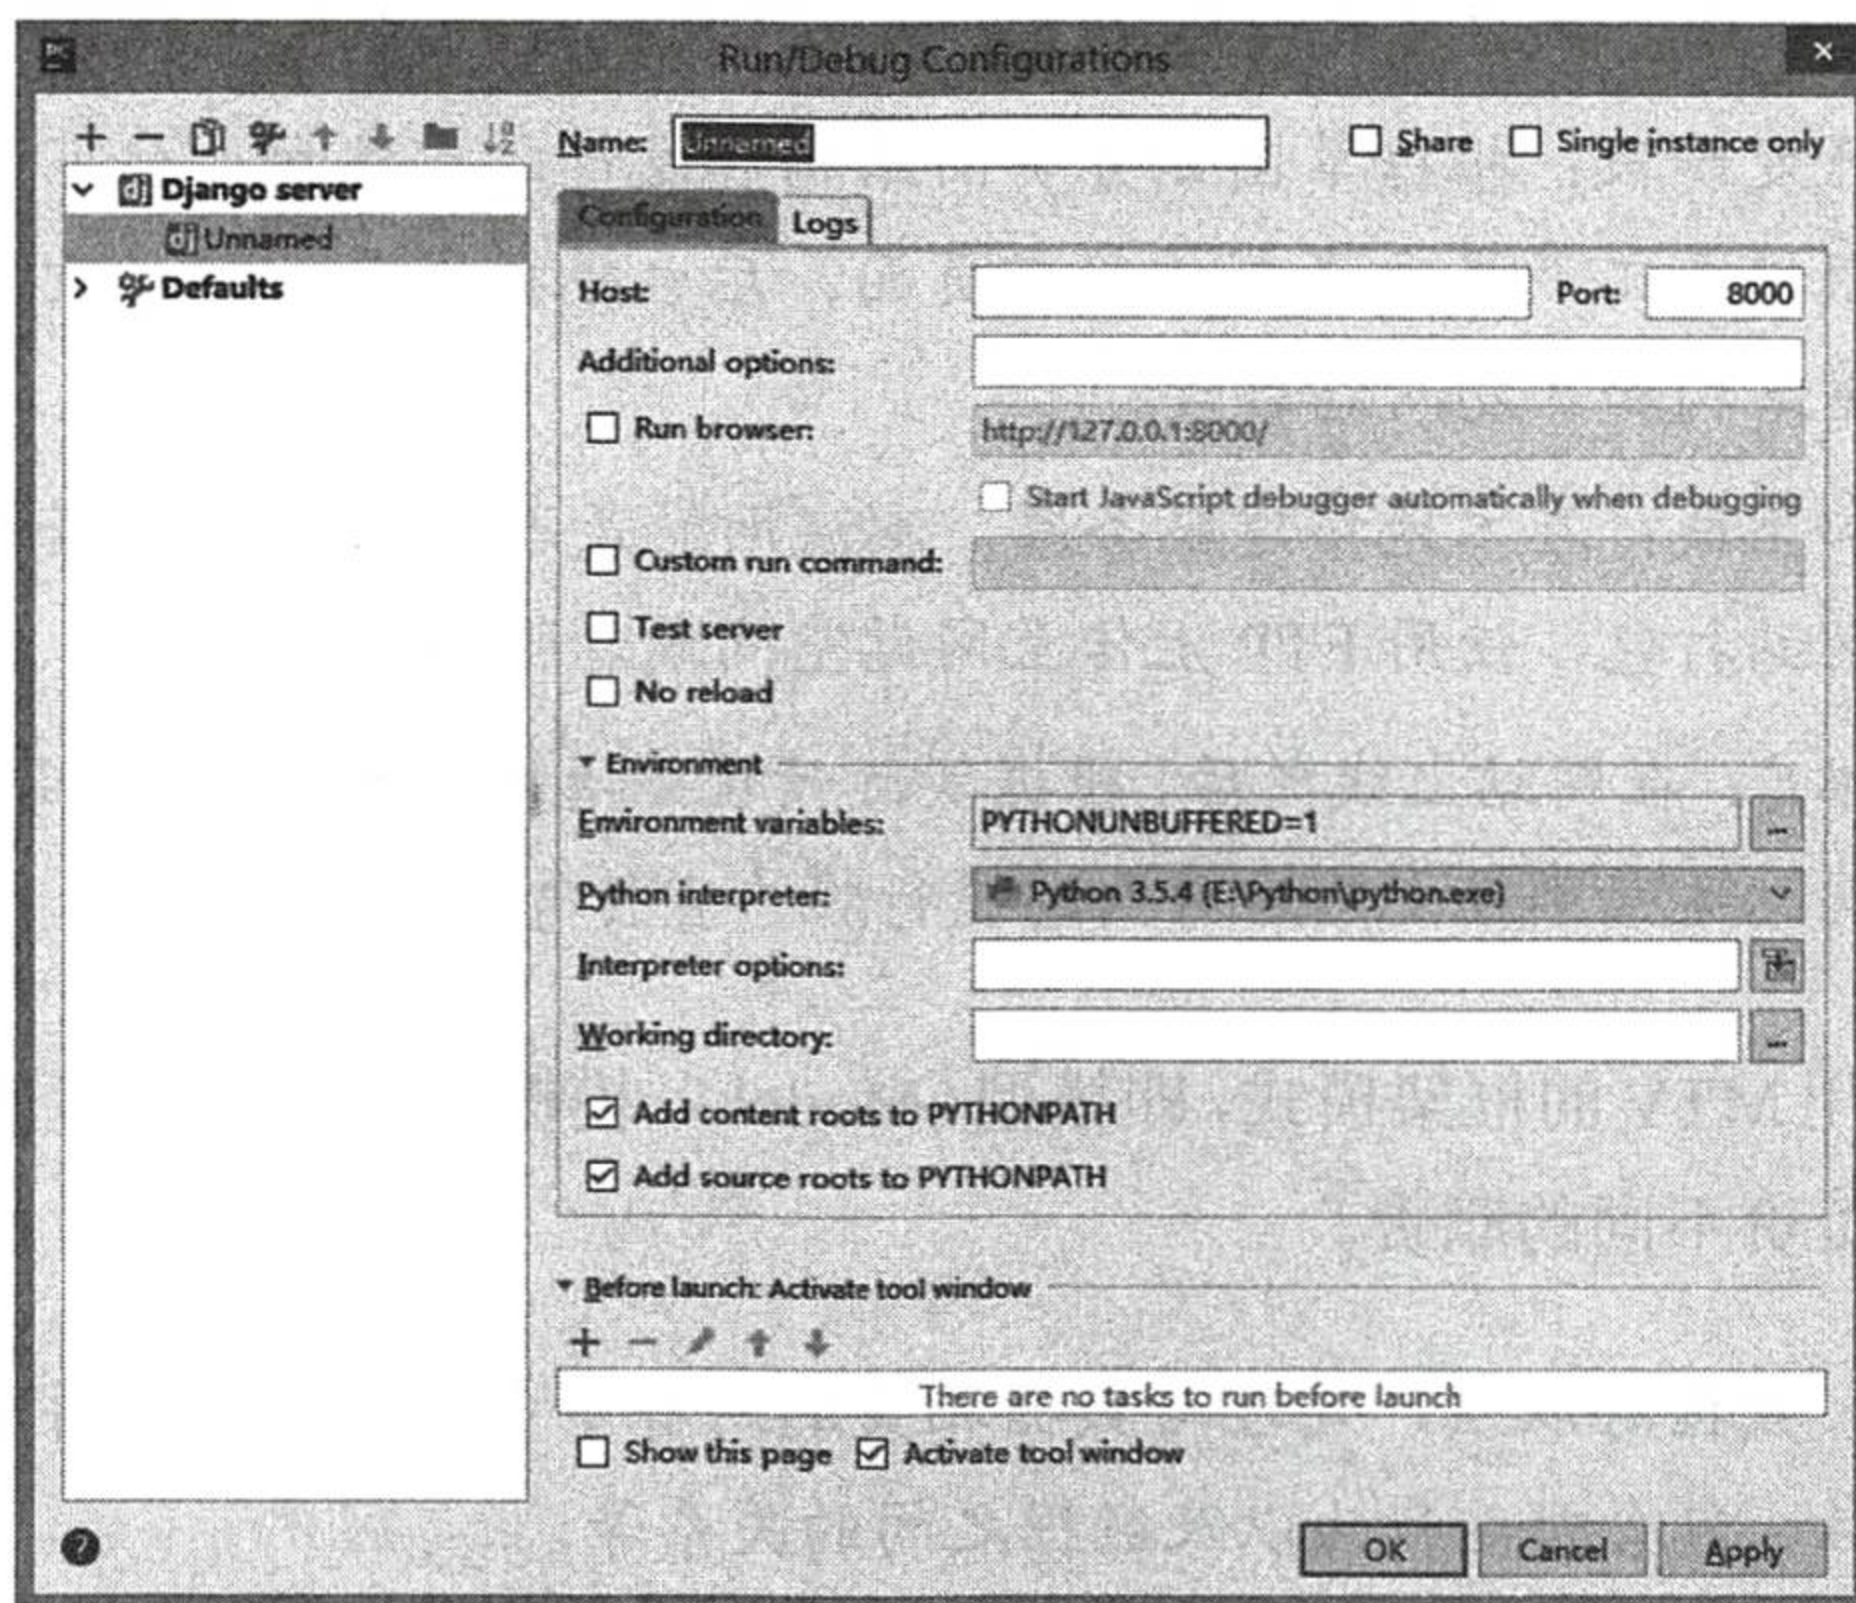 PC
Run/Debug Configurations
Name: Unnamed
Share
Single instance only
dj Django server
dj Unnamed
Defaults
Configuration
Logs
Host:
Port: 8000
Additional options:
Run browser: http://127.0.0.1:8000/
Start JavaScript debugger automatically when debugging
Custom run command:
Test server
No reload
Environment
Environment variables: PYTHONUNBUFFERED=1
...
Python interpreter: Python 3.5.4 (E:\Python\python.exe)
Interpreter options:
Working directory:
...
Add content roots to PYTHONPATH
Add source roots to PYTHONPATH
Before launch: Activate tool window
There are no tasks to run before launch
Show this page
Activate tool window
?
OK
Cancel
Apply